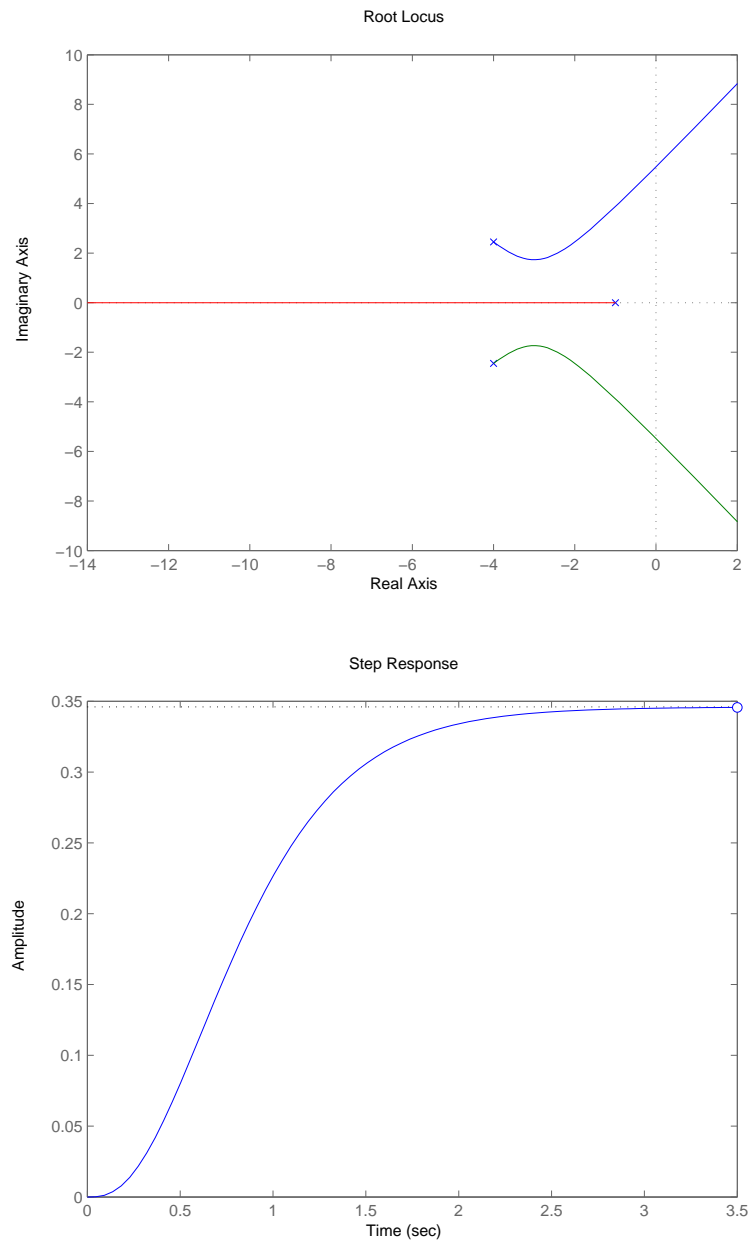 Root Locus
10
8
6
4
2
0
−2
−4
−6
−8
−10
Imaginary Axis
−14 −12 −10 −8 −6 −4 −2 0 2
Real Axis
Step Response
0.35
0.3
0.25
0.2
0.15
0.1
0.05
0
Amplitude
0 0.5 1 1.5 2 2.5 3 3.5
Time (sec)